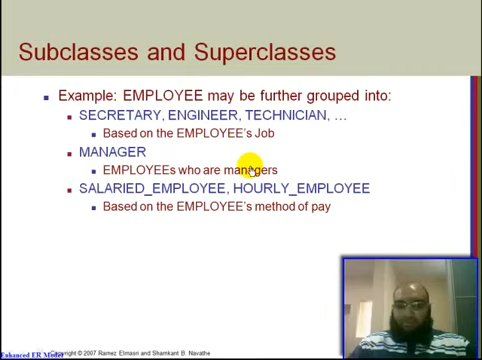 Subclasses and Superclasses
Example: EMPLOYEE may be further grouped into:
SECRETARY, ENGINEER, TECHNICIAN, …
Based on the EMPLOYEE's Job
MANAGER
EMPLOYEEs who are managers
SALARIED_EMPLOYEE, HOURLY_EMPLOYEE
Based on the EMPLOYEE's method of pay
Enhanced ER Model
Copyright © 2007 Ramez Elmasri and Shamkant B. Navathe